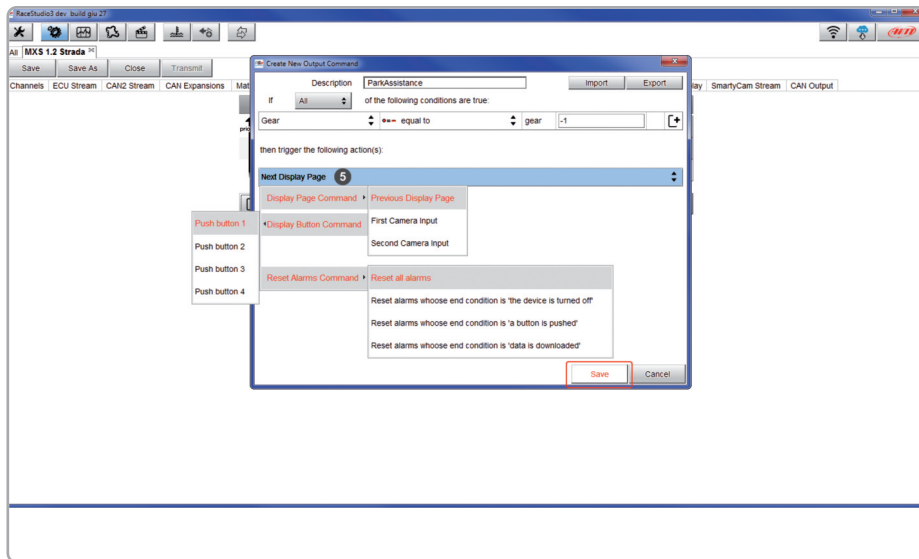 RaceStudio3 dev build giu 27
AiM
All MXS 1.2 Strada
Save Save As Close Transmit
Channels ECU Stream CAN2 Stream CAN Expansions Mat lay SmartyCam Stream CAN Output
Create New Output Command
Description ParkAssistance Import Export
If All of the following conditions are true:
Gear equal to gear -1
then trigger the following action(s):
Next Display Page 5
Display Page Command Previous Display Page
Push button 1 Display Button Command First Camera Input
Push button 2 Second Camera Input
Push button 3 Reset Alarms Command Reset all alarms
Push button 4 Reset alarms whose end condition is 'the device is turned off'
Reset alarms whose end condition is 'a button is pushed'
Reset alarms whose end condition is 'data is downloaded'
Save Cancel